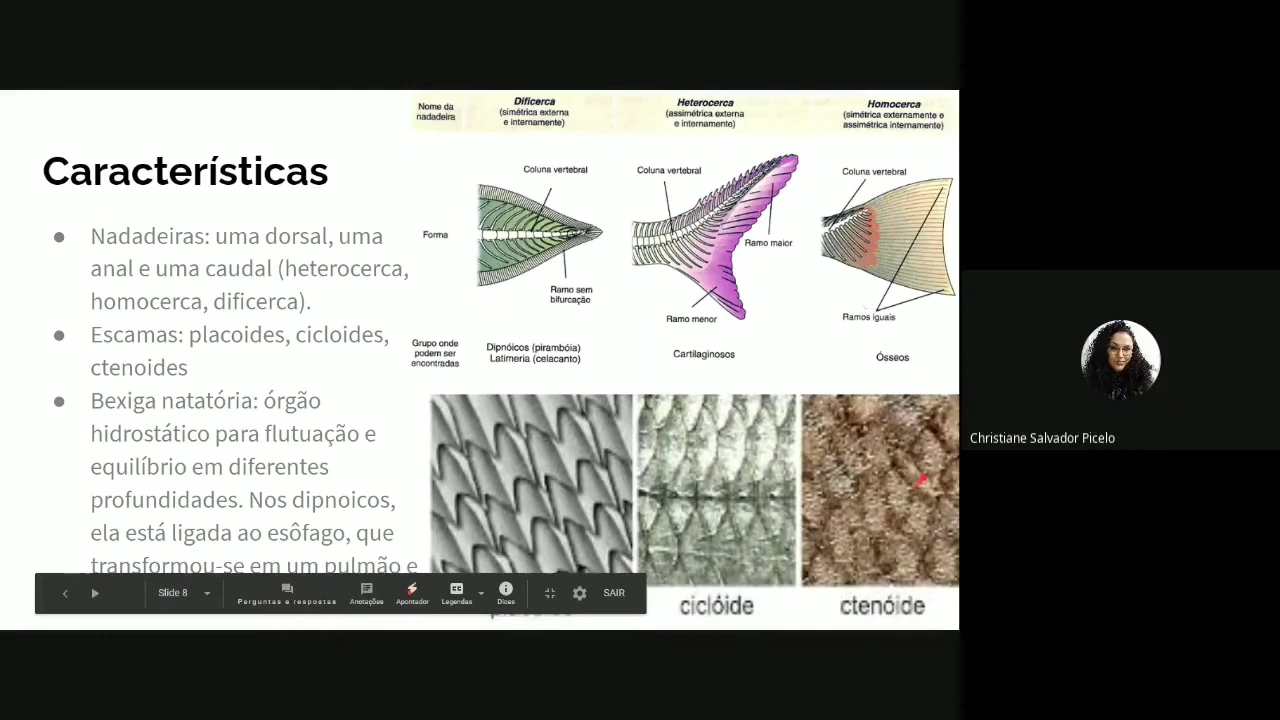 Características
● Nadadeiras: uma dorsal, uma
anal e uma caudal (heterocerca,
homocerca, dificerca).
● Escamas: placoides, cicloides,
ctenoides
● Bexiga natatória: órgão
hidrostático para flutuação e
equilíbrio em diferentes
profundidades. Nos dipnoicos,
ela está ligada ao esôfago, que
transformou-se em um pulmão e
Nome da
nadadeira
Dificerca
(simétrica externa
e internamente)
Heterocerca
(assimétrica externa
e internamente)
Homocerca
(simétrica externamente e
assimétrica internamente)
Forma
Coluna vertebral
Ramo sem
bifurcação
Coluna vertebral
Ramo maior
Ramo menor
Coluna vertebral
Ramos iguais
Grupo onde
podem ser
encontradas
Dipnóicos (pirambóia)
Latimeria (celacanto)
Cartilaginosos
Ósseos
ciclóide
ctenóide
Slide 8
Perguntas e respostas
Anotações
Apontador
Legendas
Dicas
SAIR
Christiane Salvador Picelo